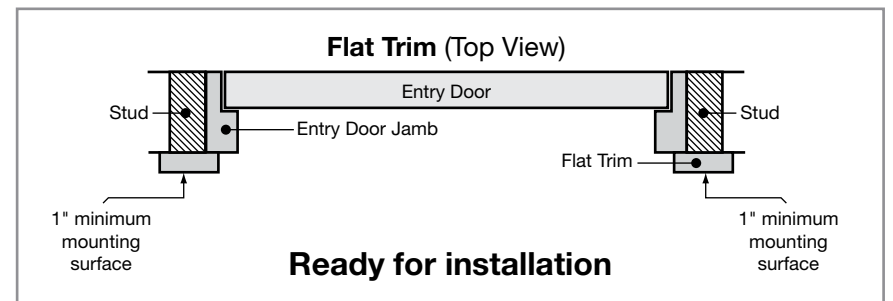 Flat Trim (Top View)
Entry Door
Stud
Entry Door Jamb
Stud
Flat Trim
1" minimum
mounting
surface
1" minimum
mounting
surface
Ready for installation